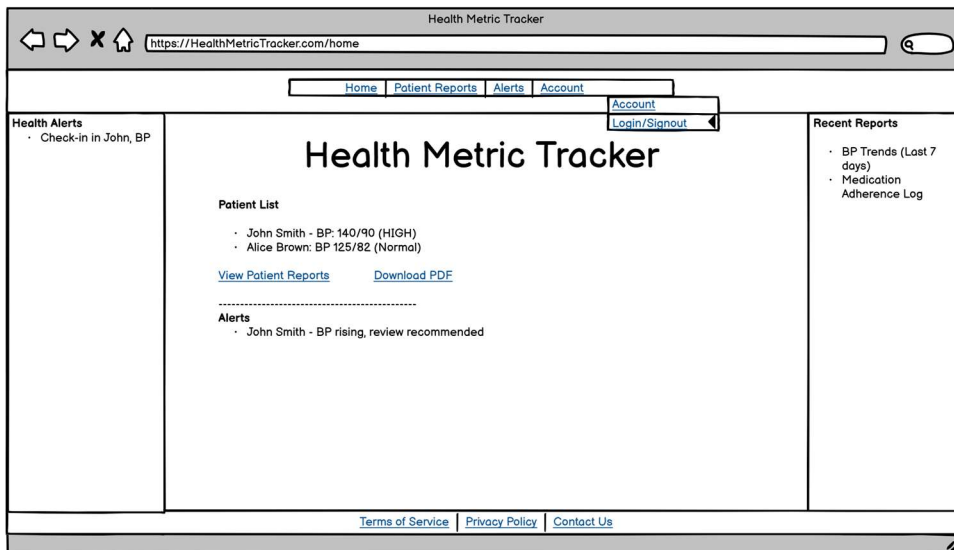 Health Metric Tracker
https://HealthMetricTracker.com/home
Home Patient Reports Alerts Account
Account
Login/Signout
Health Alerts
· Check-in in John, BP
Health Metric Tracker
Patient List
· John Smith - BP: 140/90 (HIGH)
· Alice Brown: BP 125/82 (Normal)
View Patient Reports Download PDF
----------------------------------------------
Alerts
· John Smith - BP rising, review recommended
Recent Reports
· BP Trends (Last 7
days)
· Medication
Adherence Log
Terms of Service Privacy Policy Contact Us